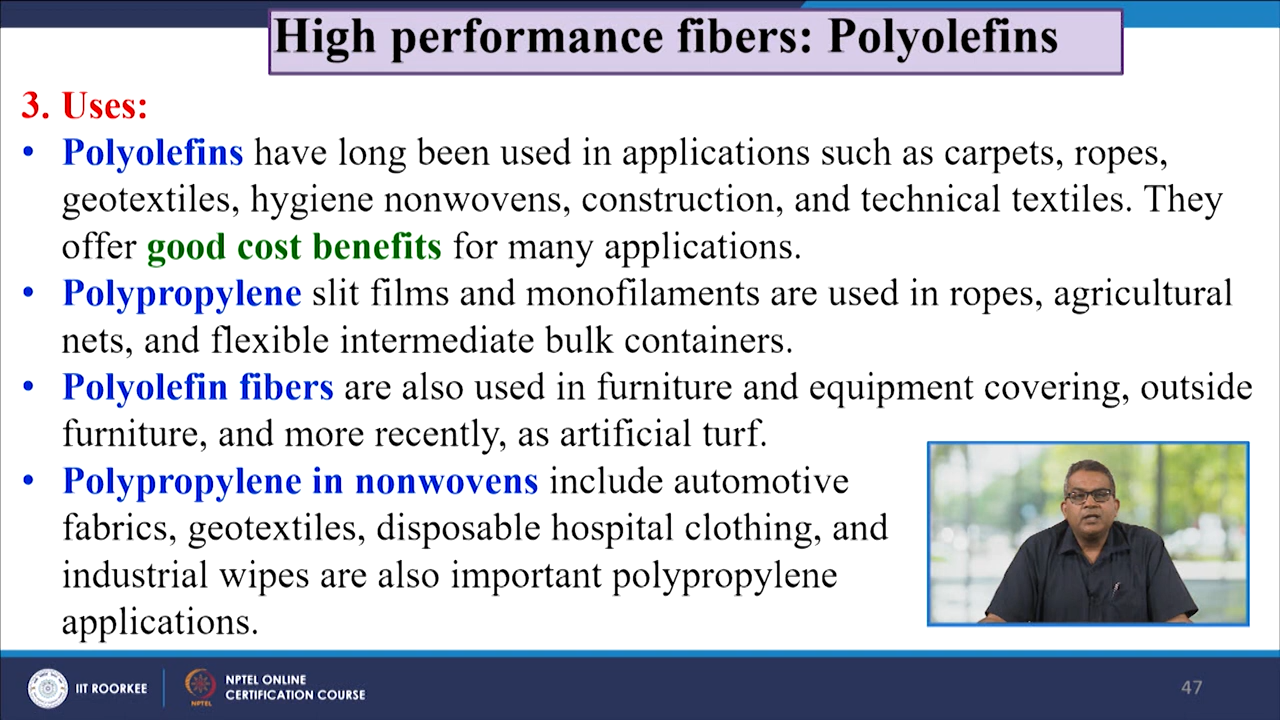 High performance fibers: Polyolefins
3. Uses:
• Polyolefins have long been used in applications such as carpets, ropes,
geotextiles, hygiene nonwovens, construction, and technical textiles. They
offer good cost benefits for many applications.
• Polypropylene slit films and monofilaments are used in ropes, agricultural
nets, and flexible intermediate bulk containers.
• Polyolefin fibers are also used in furniture and equipment covering, outside
furniture, and more recently, as artificial turf.
• Polypropylene in nonwovens include automotive
fabrics, geotextiles, disposable hospital clothing, and
industrial wipes are also important polypropylene
applications.
IIT ROORKEE
NPTEL
NPTEL ONLINE
CERTIFICATION COURSE
47